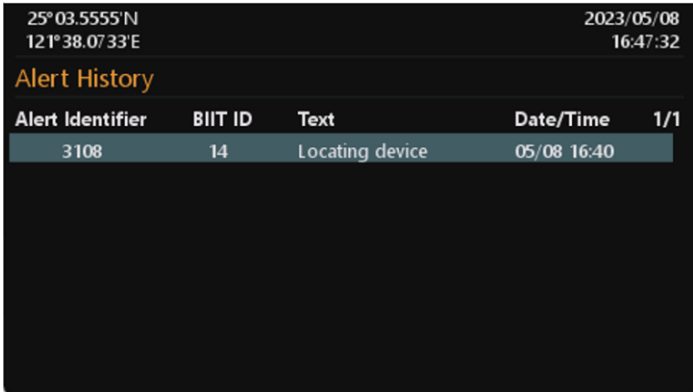 25°03.5555'N 2023/05/08
121°38.0733'E 16:47:32
Alert History
Alert Identifier BIIT ID Text Date/Time 1/1
3108 14 Locating device 05/08 16:40